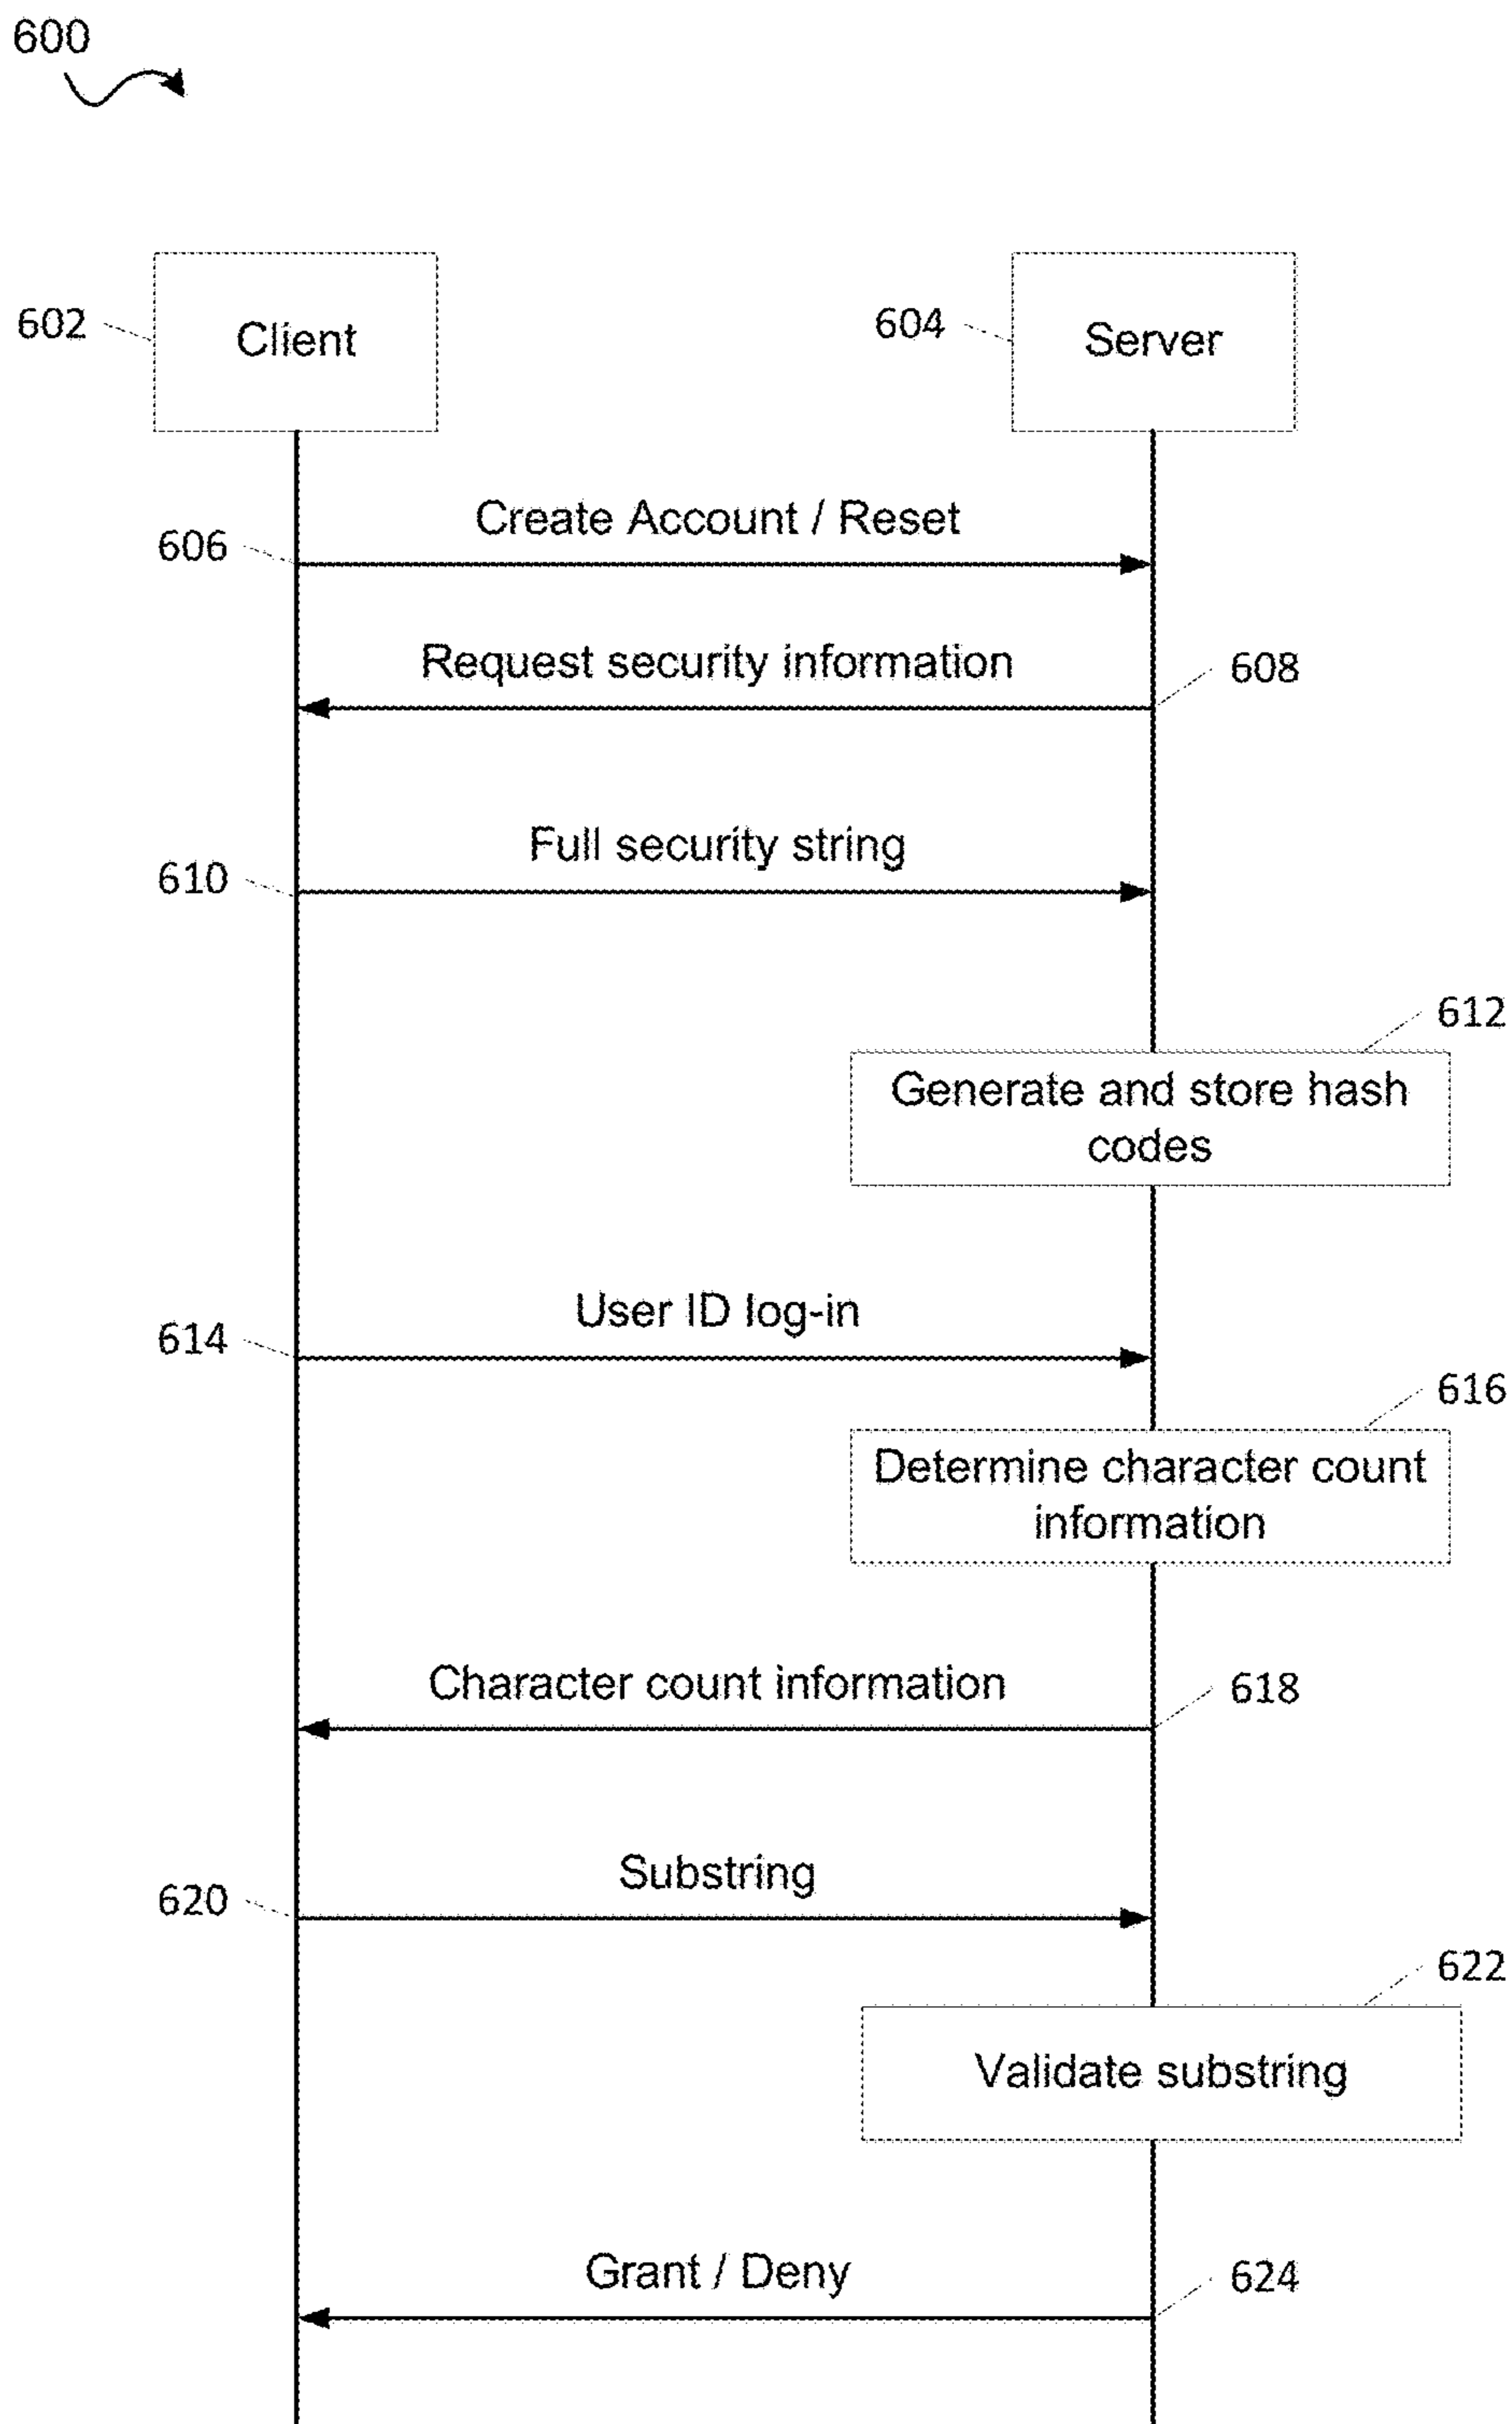 600
602
Client
604
Server
Create Account / Reset
606
Request security information
608
Full security string
610
612
Generate and store hash
codes
User ID log-in
614
616
Determine character count
information
Character count information
618
Substring
620
622
Validate substring
Grant / Deny
624